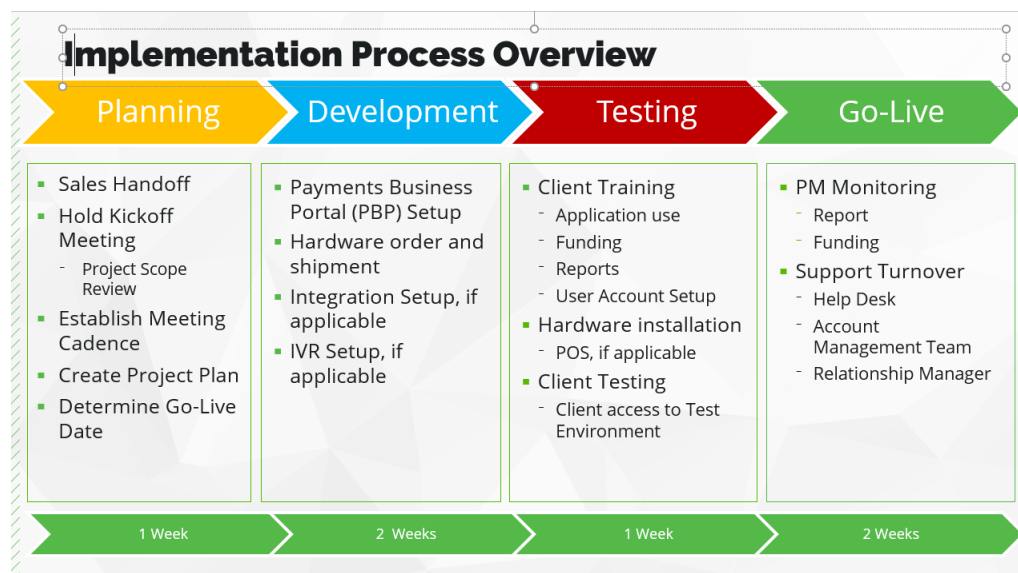 Implementation Process Overview
Planning
Development
Testing
Go-Live
Sales Handoff
Hold Kickoff
Meeting
Project Scope
Review
Establish Meeting
Cadence
Create Project Plan
Determine Go-Live
Date
Payments Business
Portal (PBP) Setup
Hardware order and
shipment
Integration Setup, if
applicable
IVR Setup, if
applicable
Client Training
Application use
Funding
Reports
User Account Setup
Hardware installation
POS, if applicable
Client Testing
Client access to Test
Environment
PM Monitoring
Report
Funding
Support Turnover
Help Desk
Account
Management Team
Relationship Manager
1 Week
2 Weeks
1 Week
2 Weeks